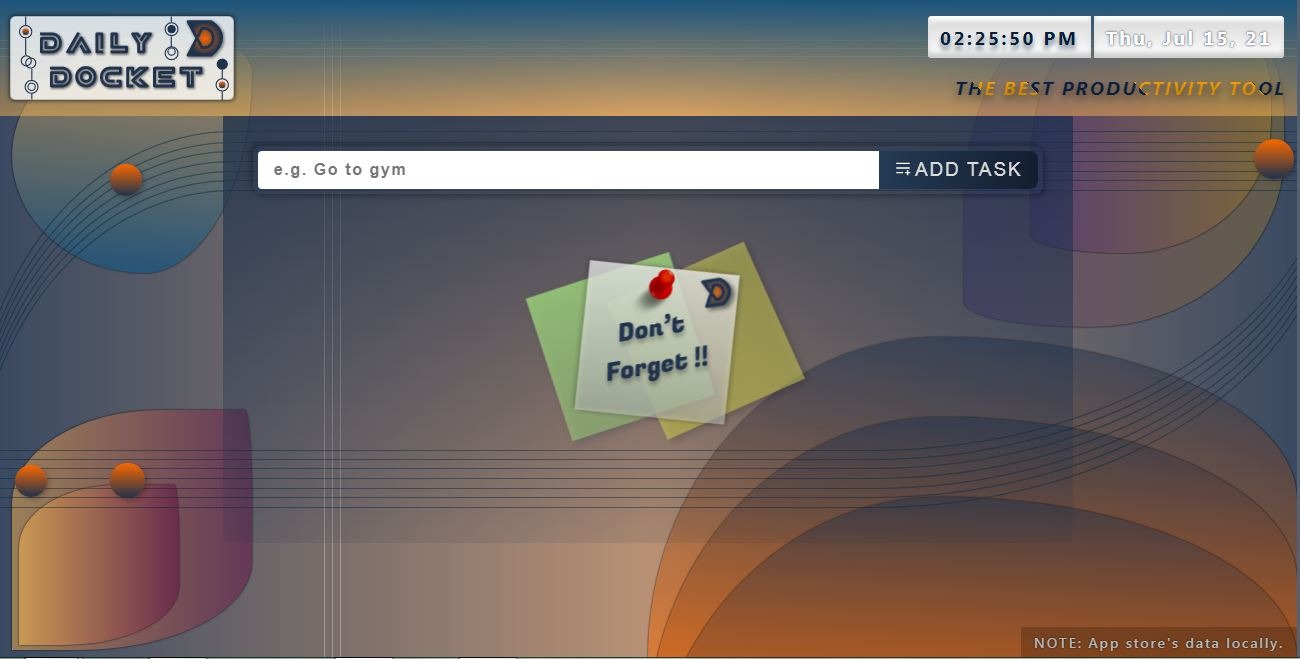 DAILY
DOCKET
02:25:50 PM
Thu, Jul 15, 21
THE BEST PRODUCTIVITY TOOL
e.g. Go to gym
ADD TASK
Don't
Forget !!
NOTE: App store's data locally.